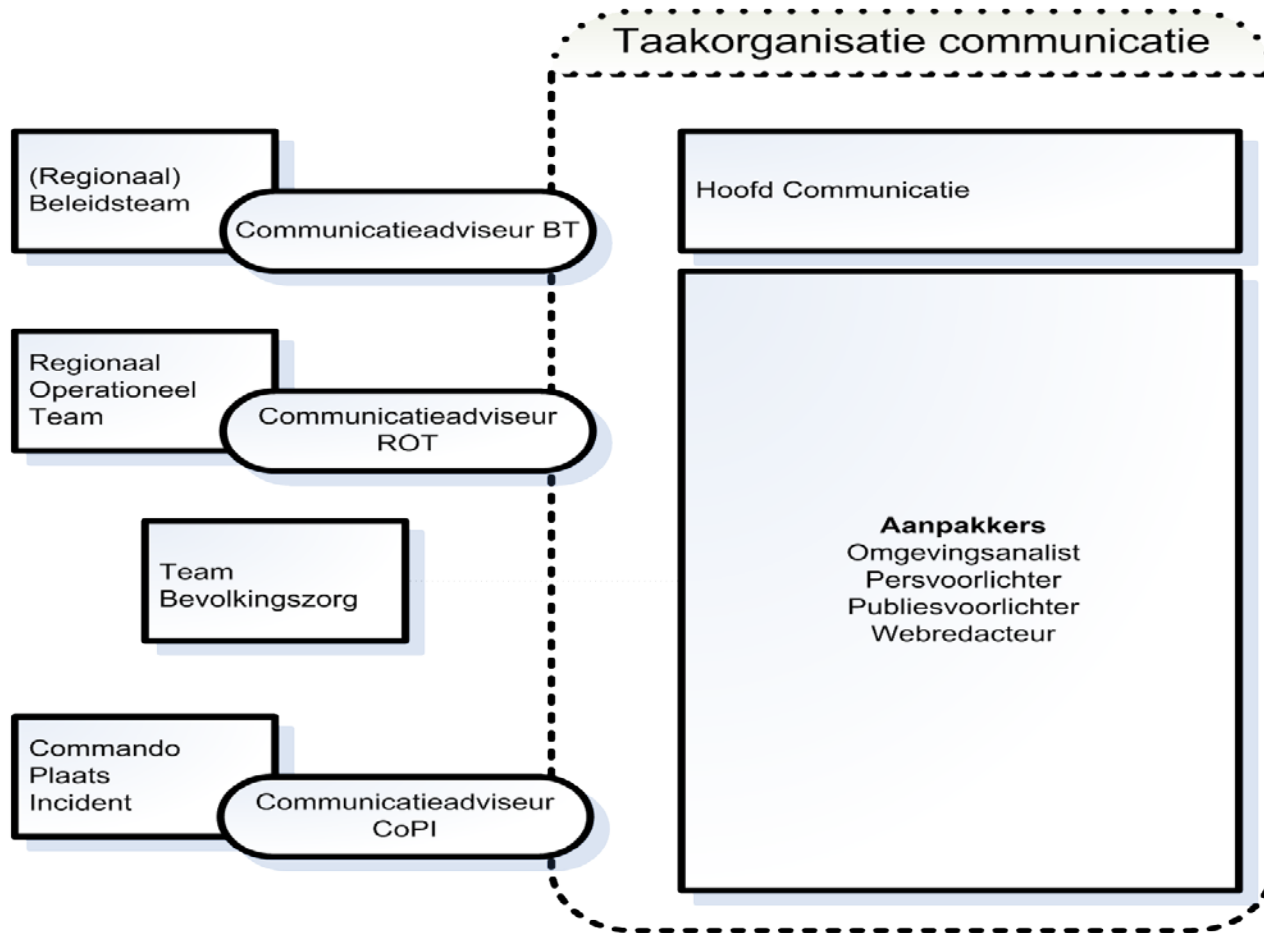 Taakorganisatie communicatie
(Regionaal)
Beleidsteam
Communicatieadviseur BT
Hoofd Communicatie
Regionaal
Operationeel
Team
Communicatieadviseur
ROT
Team
Bevolkingszorg
Aanpakkers
Omgevingsanalist
Persvoorlichter
Publiesvoorlichter
Webredacteur
Commando
Plaats
Incident
Communicatieadviseur
CoPI